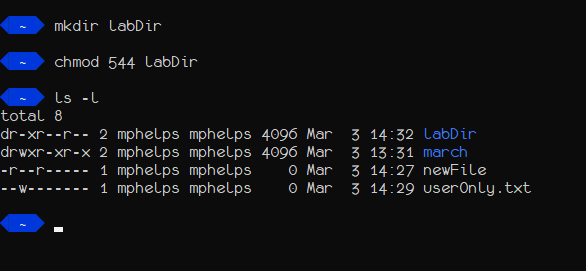 ~ mkdir labDir
~ chmod 544 labDir
~ ls -l
total 8
dr-xr--r-- 2 mphelps mphelps 4096 Mar  3 14:32 labDir
drwxr-xr-x 2 mphelps mphelps 4096 Mar  3 13:31 march
-r--r----- 1 mphelps mphelps    0 Mar  3 14:27 newFile
--w------- 1 mphelps mphelps    0 Mar  3 14:29 userOnly.txt
~